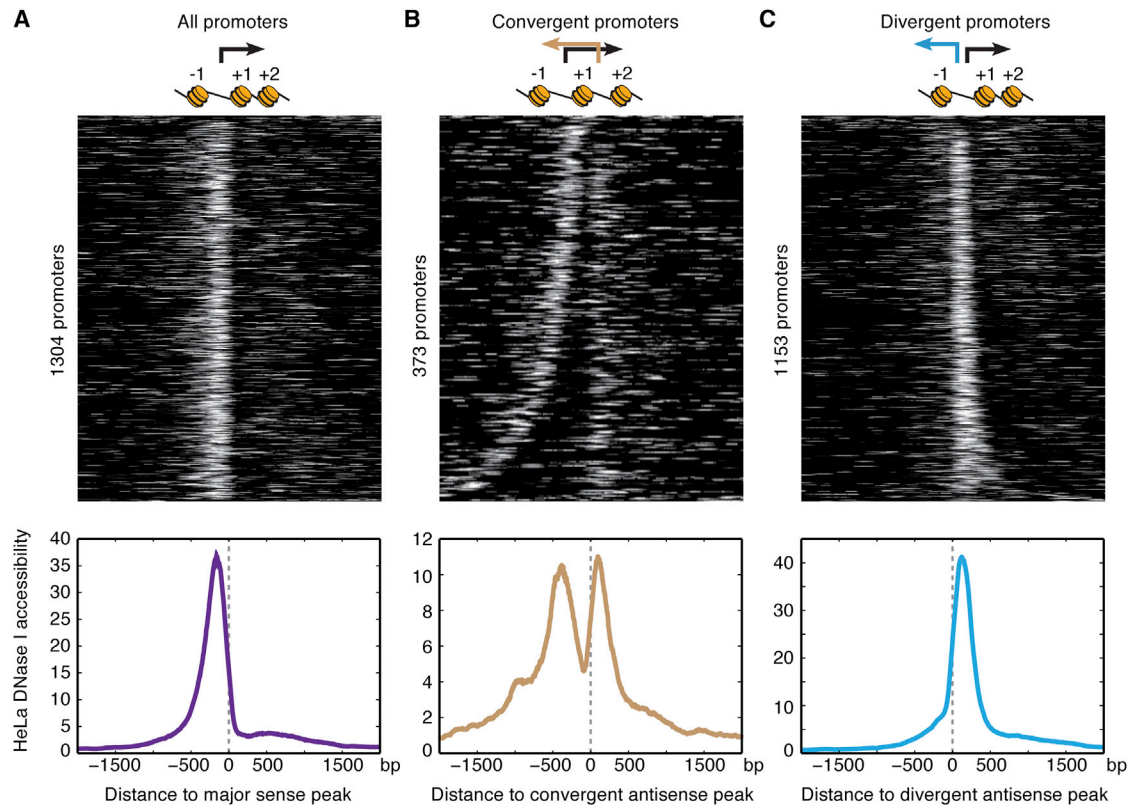 A
All promoters
-1
+1
+2
1304 promoters
B
Convergent promoters
-1
+1
+2
373 promoters
C
Divergent promoters
-1
+1
+2
1153 promoters
HeLa DNase I accessibility
40
35
30
25
20
15
10
5
0
−1500
−500
0
500
1500
bp
Distance to major sense peak
12
10
8
6
4
2
0
−1500
−500
0
500
1500
bp
Distance to convergent antisense peak
40
30
20
10
0
−1500
−500
0
500
1500
bp
Distance to divergent antisense peak